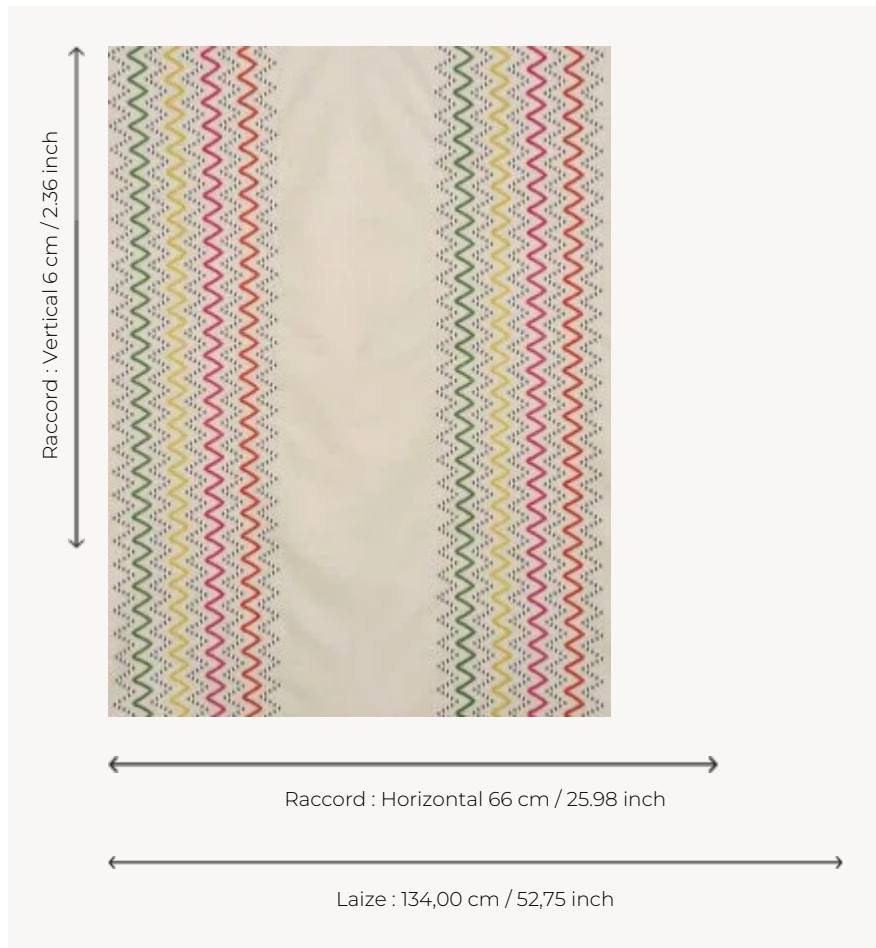 Raccord : Vertical 6 cm / 2.36 inch
Raccord : Horizontal 66 cm / 25.98 inch
Laize : 134,00 cm / 52,75 inch